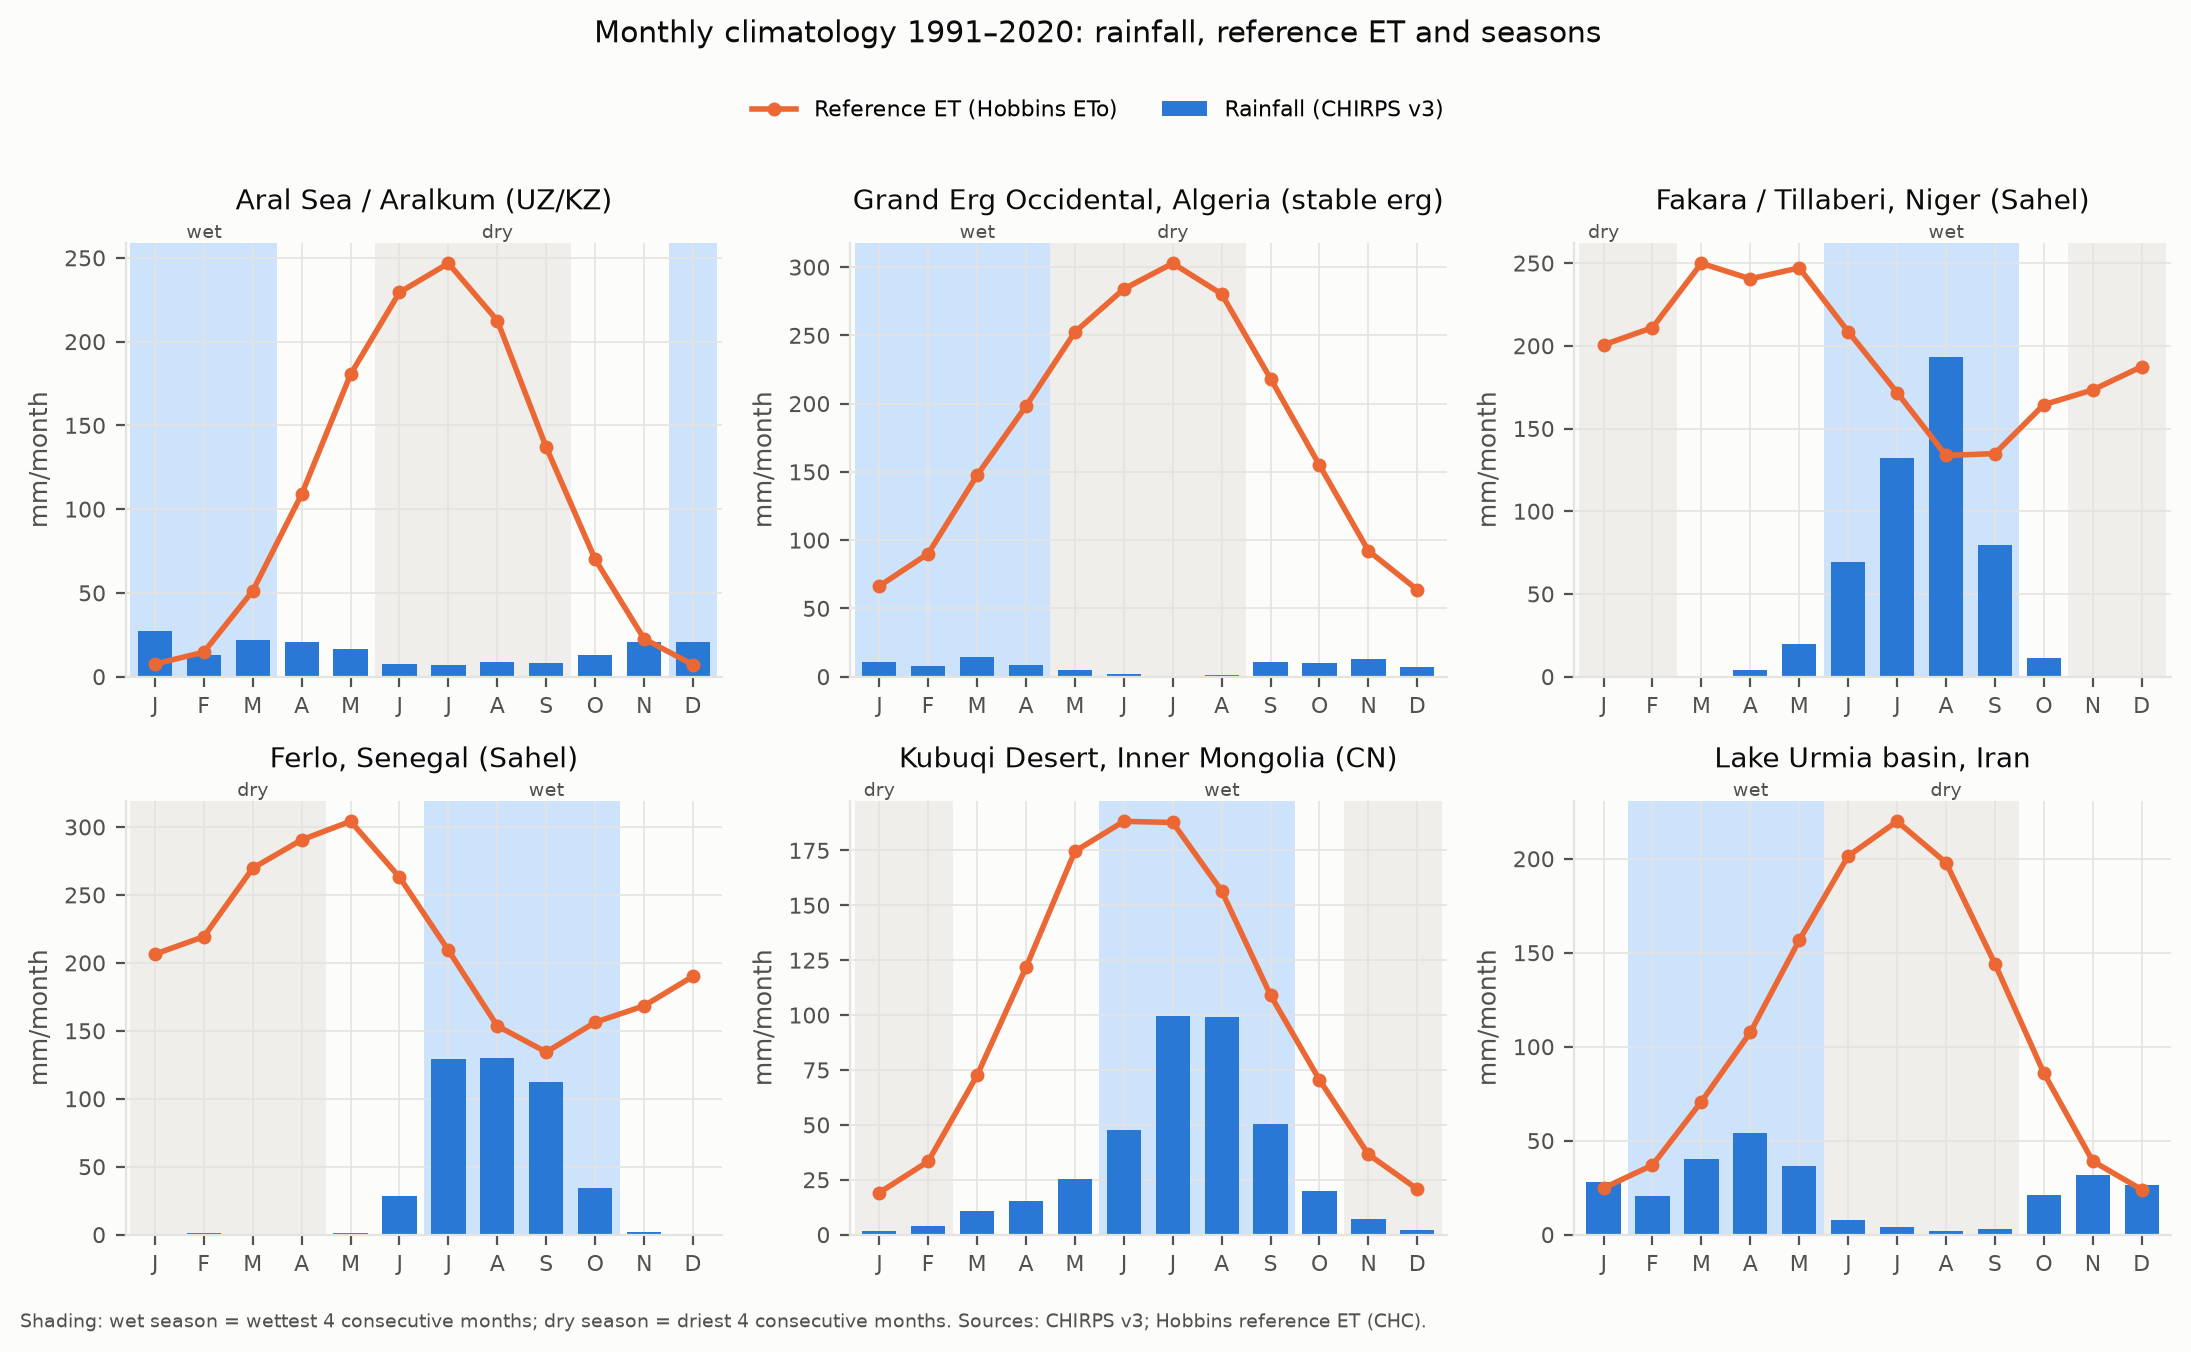 Monthly climatology 1991–2020: rainfall, reference ET and seasons
Reference ET (Hobbins ETo) Rainfall (CHIRPS v3)
Aral Sea / Aralkum (UZ/KZ)
wet dry
mm/month
250
200
150
100
50
0
J F M A M J J A S O N D
Grand Erg Occidental, Algeria (stable erg)
wet dry
mm/month
300
250
200
150
100
50
0
J F M A M J J A S O N D
Fakara / Tillaberi, Niger (Sahel)
dry wet
mm/month
250
200
150
100
50
0
J F M A M J J A S O N D
Ferlo, Senegal (Sahel)
dry wet
mm/month
300
250
200
150
100
50
0
J F M A M J J A S O N D
Kubuqi Desert, Inner Mongolia (CN)
dry wet
mm/month
175
150
125
100
75
50
25
0
J F M A M J J A S O N D
Lake Urmia basin, Iran
wet dry
mm/month
200
150
100
50
0
J F M A M J J A S O N D
Shading: wet season = wettest 4 consecutive months; dry season = driest 4 consecutive months. Sources: CHIRPS v3; Hobbins reference ET (CHC).